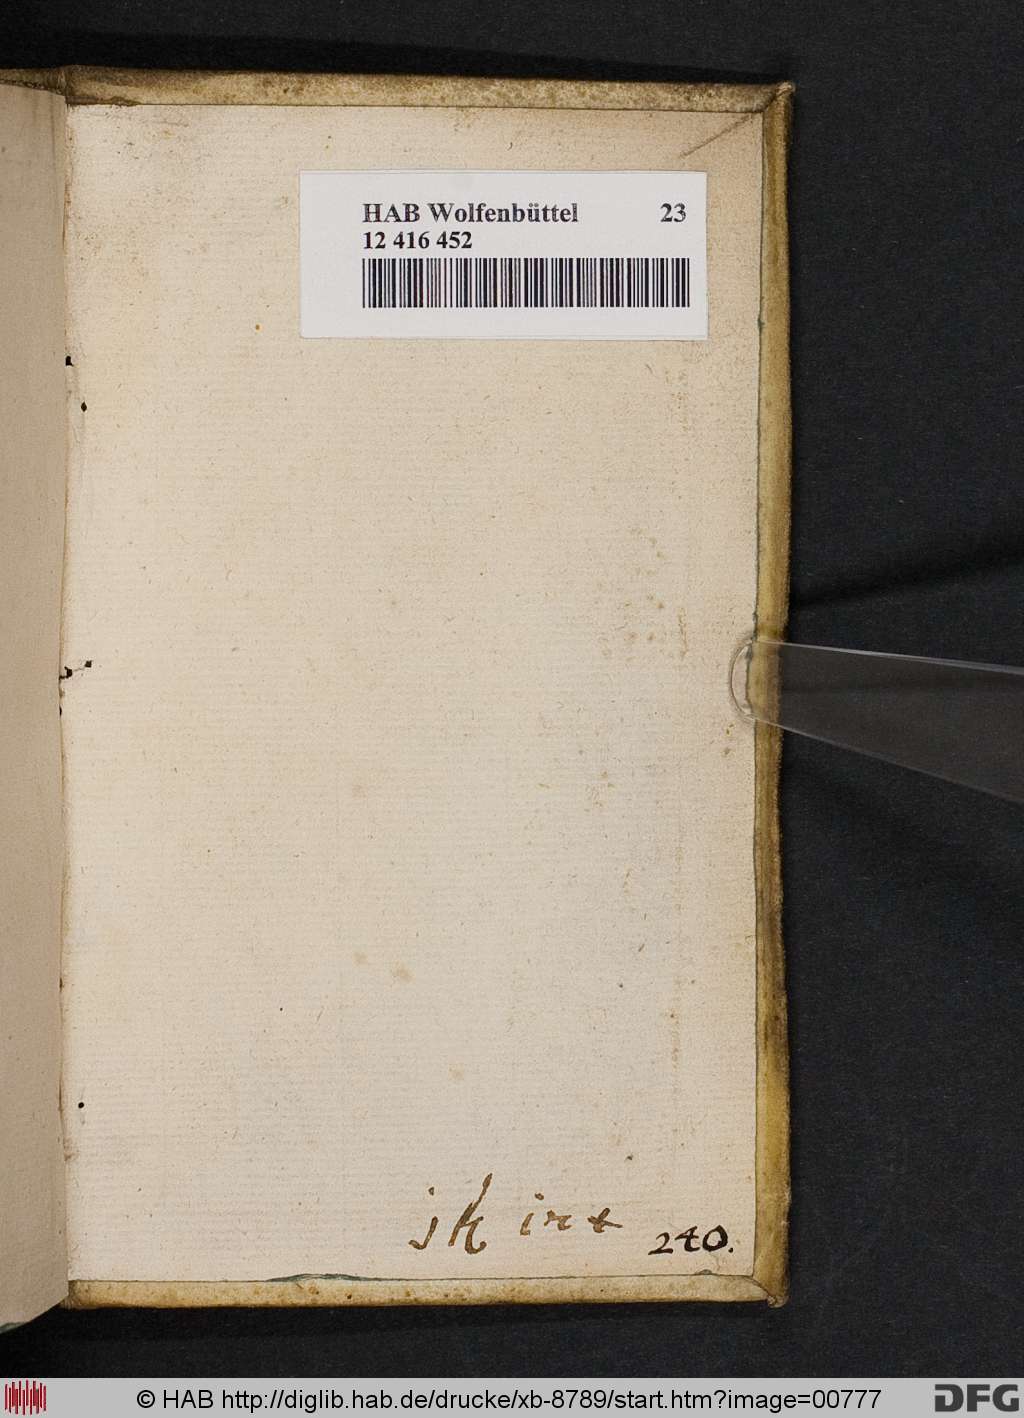 HAB Wolfenbüttel 23
12 416 452
240.
© HAB http://diglib.hab.de/drucke/xb-8789/start.htm?image=00777
DFG